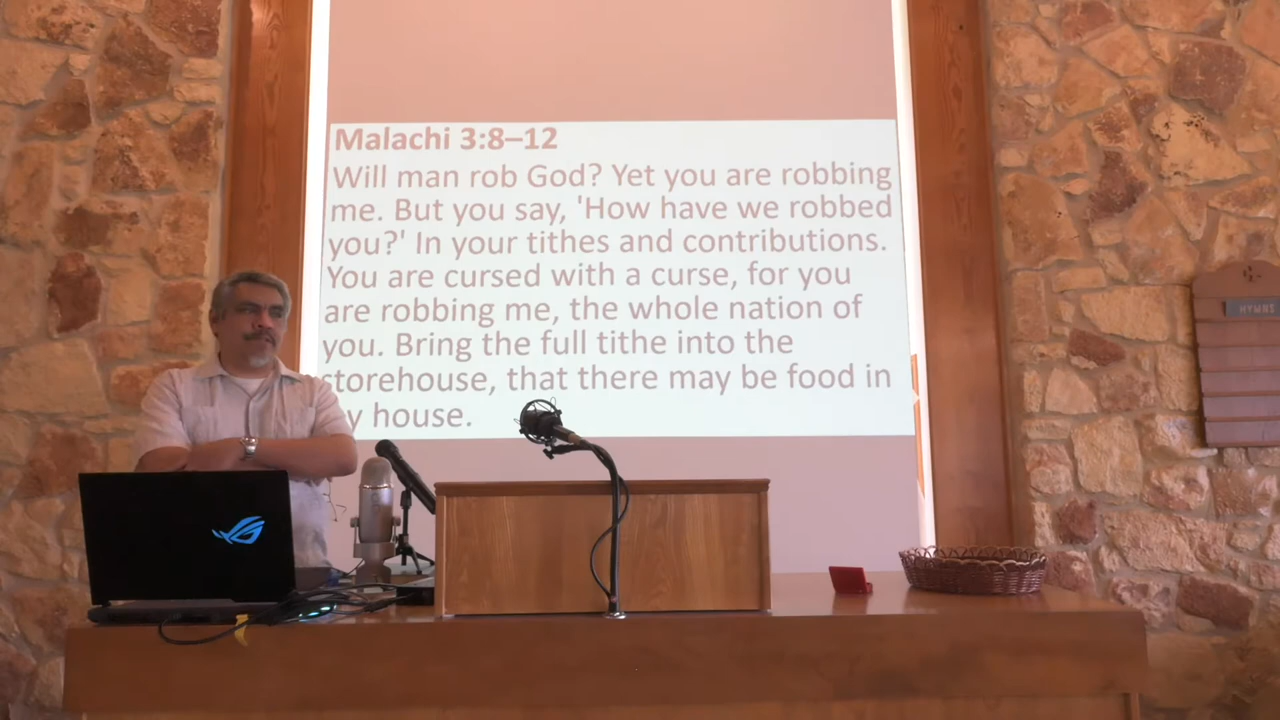 Malachi 3:8–12
Will man rob God? Yet you are robbing
me. But you say, 'How have we robbed
you?' In your tithes and contributions.
You are cursed with a curse, for you
are robbing me, the whole nation of
you. Bring the full tithe into the
storehouse, that there may be food in
y house.
HYMNS